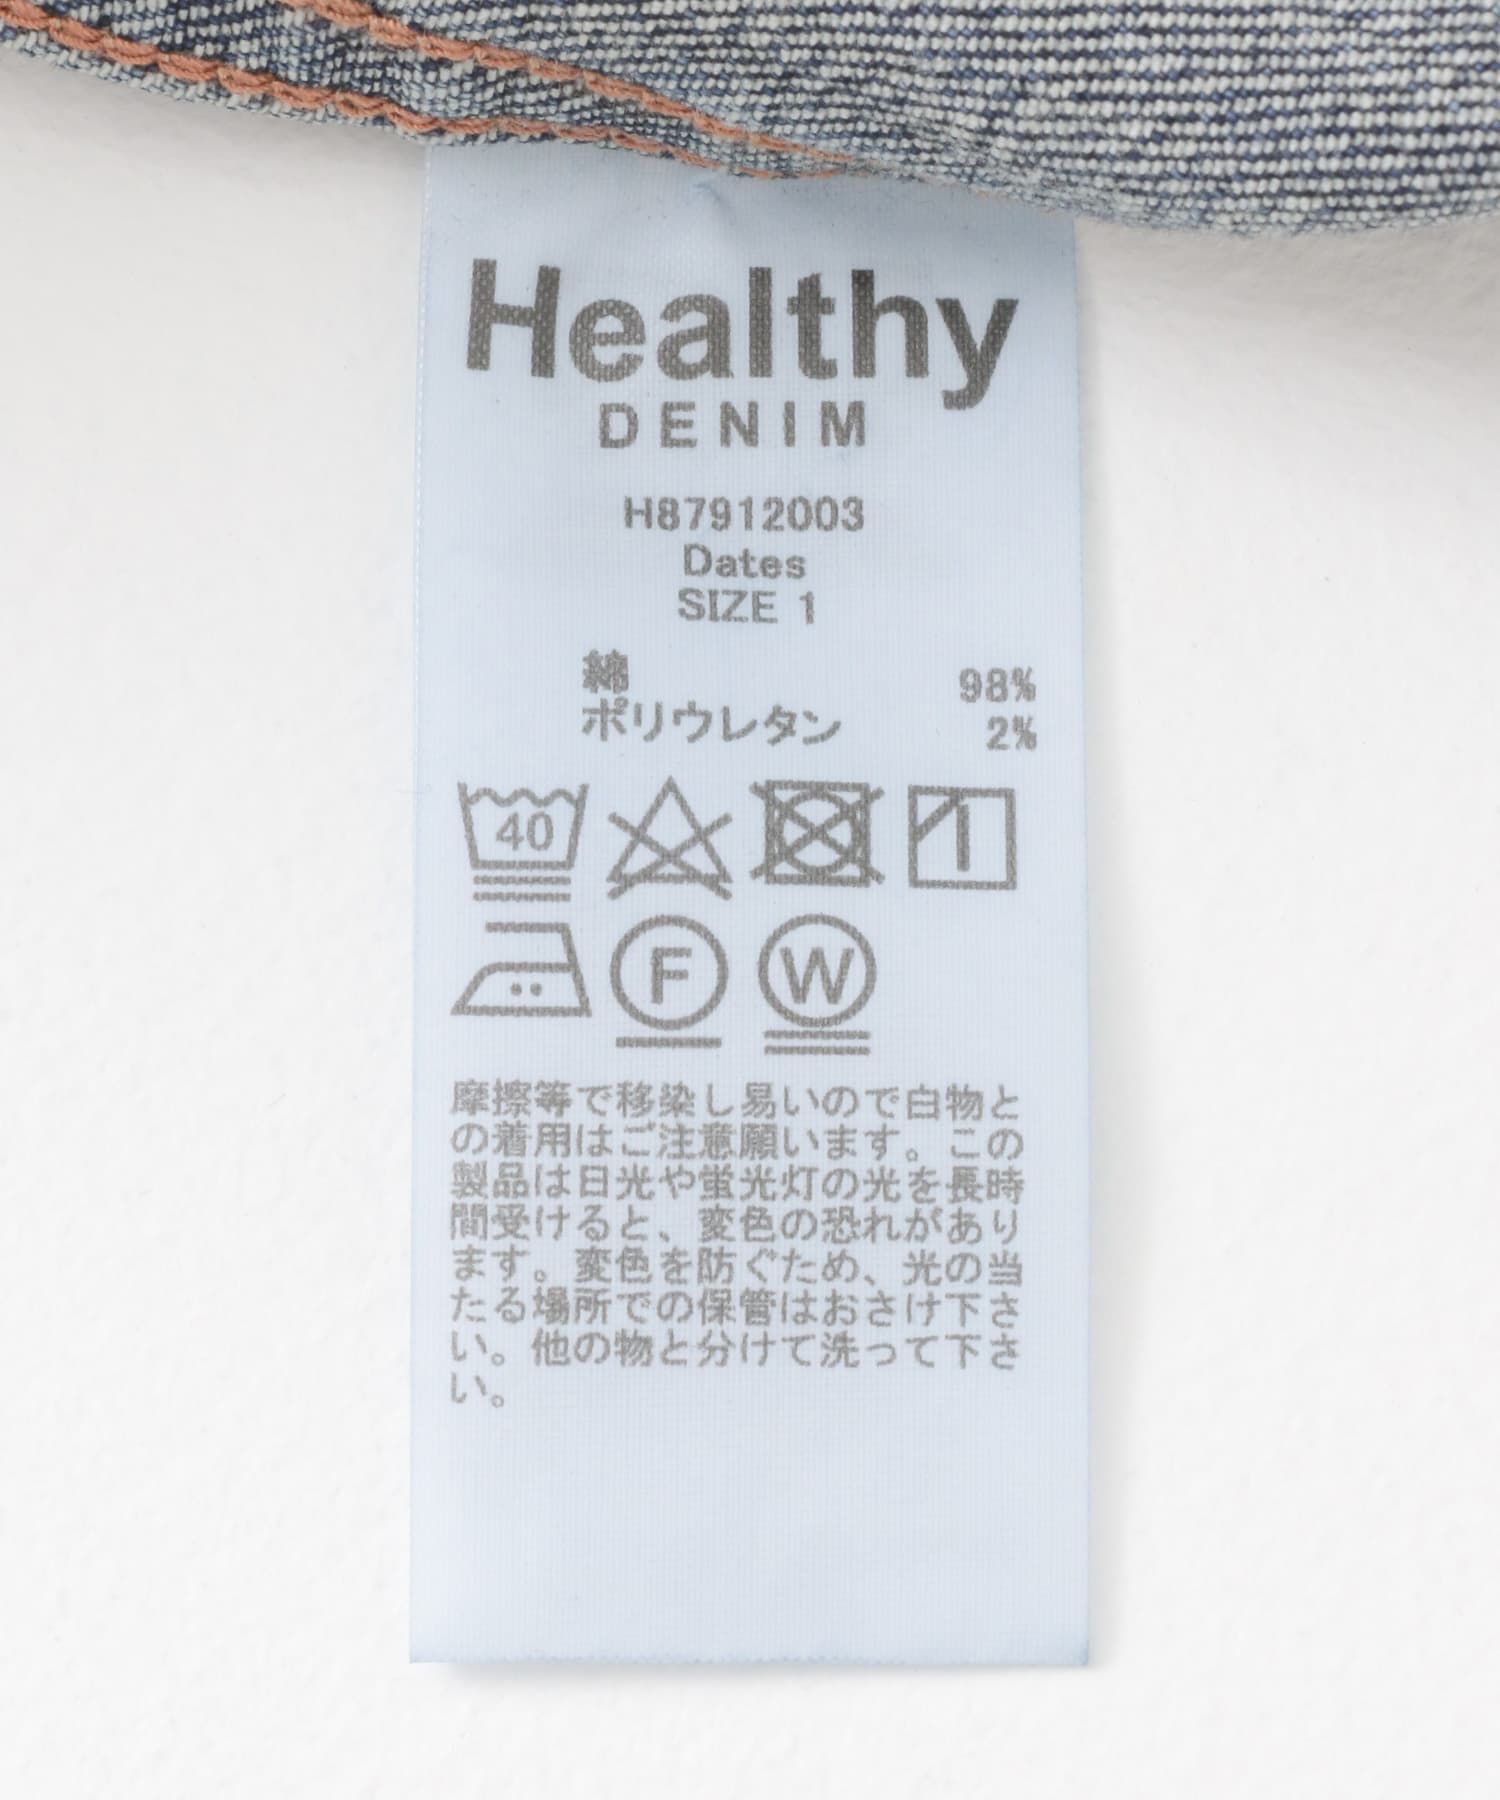 Healthy
DENIM
H87912003
Dates
SIZE 1
綿 98%
ポリウレタン 2%
40
F W
摩擦等で移染し易いので白物と
の着用はご注意願います。この
製品は日光や蛍光灯の光を長時
間受けると、変色の恐れがあり
ます。変色を防ぐため、光の当
たる場所での保管はおさけ下さ
い。他の物と分けて洗って下さ
い。